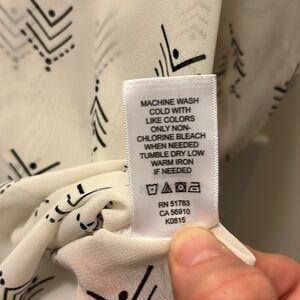 MACHINE WASH
COLD WITH
LIKE COLORS
ONLY NON-
CHLORINE BLEACH
WHEN NEEDED
TUMBLE DRY LOW
WARM IRON
IF NEEDED
RN 51783
CA 56910
K0815